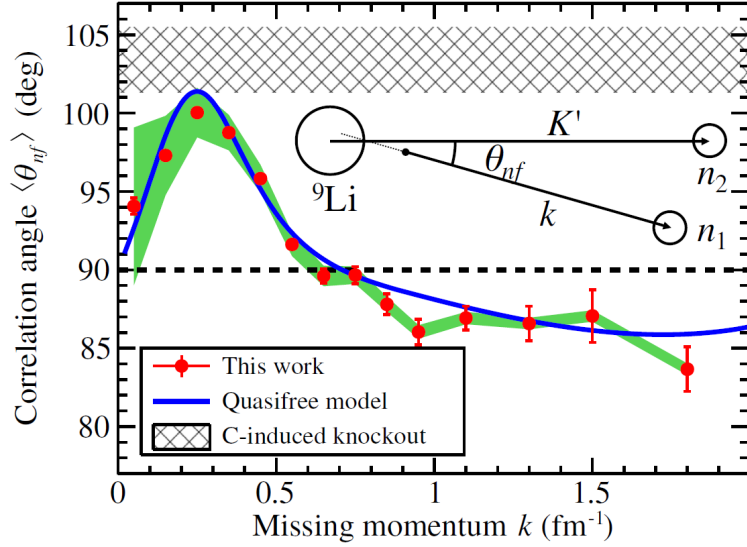 105
100
95
90
85
80
Correlation angle ⟨θnf⟩ (deg)
K'
θnf
k
⁹Li
n₂
n₁
This work
Quasifree model
C-induced knockout
0 0.5 1 1.5
Missing momentum k (fm⁻¹)